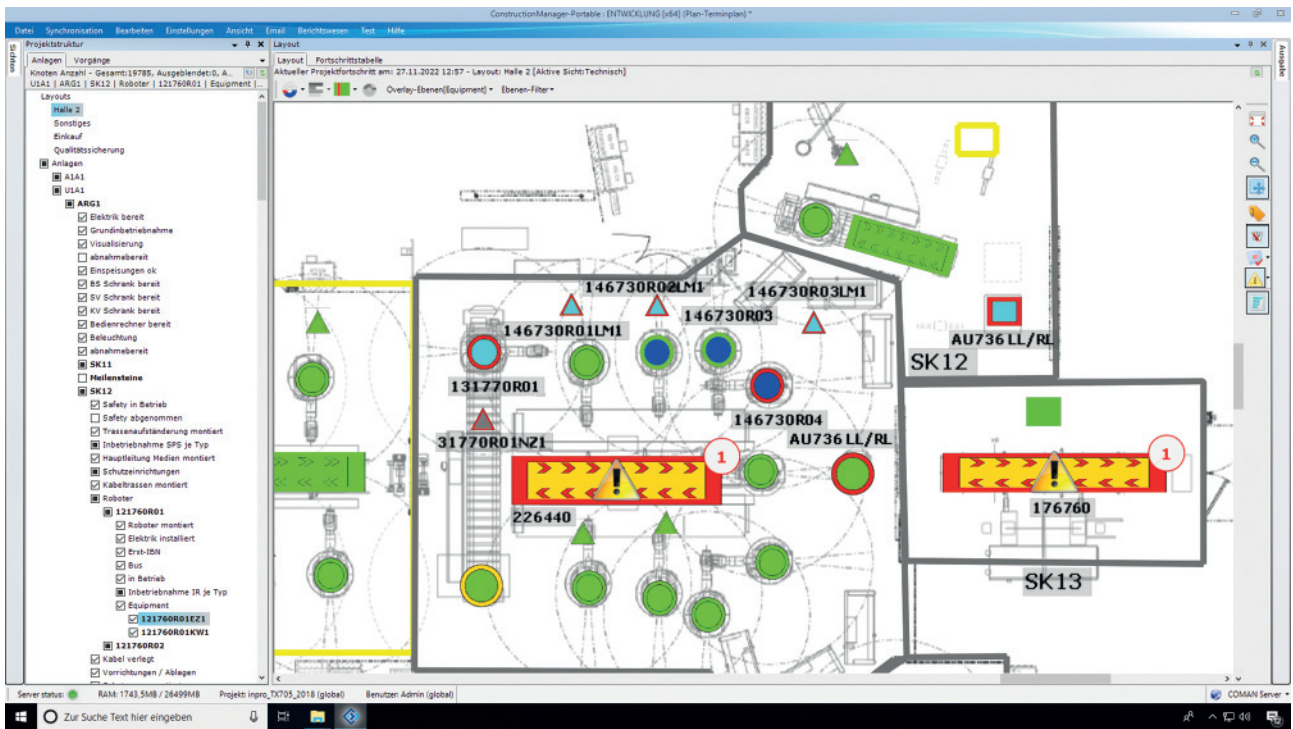 ConstructionManager-Portable : ENTWICKLUNG [x64] (Plan-Terminplan) *
Datei Synchronisation Bearbeiten Einstellungen Ansicht Email Berichtswesen Test Hilfe
Sichten
Projektstruktur
Layout
Ausgabe
Anlagen Vorgänge
Layout Fortschrittstabelle
Knoten Anzahl - Gesamt:19785, Ausgeblendet:0, A...
Aktueller Projektfortschritt am: 27.11.2022 12:57 - Layout: Halle 2 [Aktive Sicht:Technisch]
U1A1 | ARG1 | SK12 | Roboter | 121760R01 | Equipment |...
Overlay-Ebenen(Equipment) Ebenen-Filter
Layouts
Halle 2
Sonstiges
Einkauf
Qualitätssicherung
Anlagen
A1A1
U1A1
ARG1
Elektrik bereit
Grundinbetriebnahme
Visualisierung
abnahmebereit
Einspeisungen ok
BS Schrank bereit
SV Schrank bereit
KV Schrank bereit
Bedienrechner bereit
Beleuchtung
abnahmebereit
SK11
Meilensteine
SK12
Safety in Betrieb
Safety abgenommen
Trassenaufständerung montiert
Inbetriebnahme SPS je Typ
Hauptleitung Medien montiert
Schutzeinrichtungen
Kabeltrassen montiert
Roboter
121760R01
Roboter montiert
Elektrik installiert
Erst-IBN
Bus
in Betrieb
Inbetriebnahme IR je Typ
Equipment
121760R01EZ1
121760R01KW1
121760R02
Kabel verlegt
Vorrichtungen / Ablagen
146730R02LM1
146730R03LM1
146730R01LM1
146730R03
AU736 LL/RL
SK12
131770R01
146730R04
31770R01NZ1
AU736 LL/RL
1
1
226440
176760
SK13
Server status:
RAM: 1743,5MB / 26499MB
Projekt: inpro_TX705_2018 (global)
Benutzer: Admin (global)
COMAN Server
Zur Suche Text hier eingeben